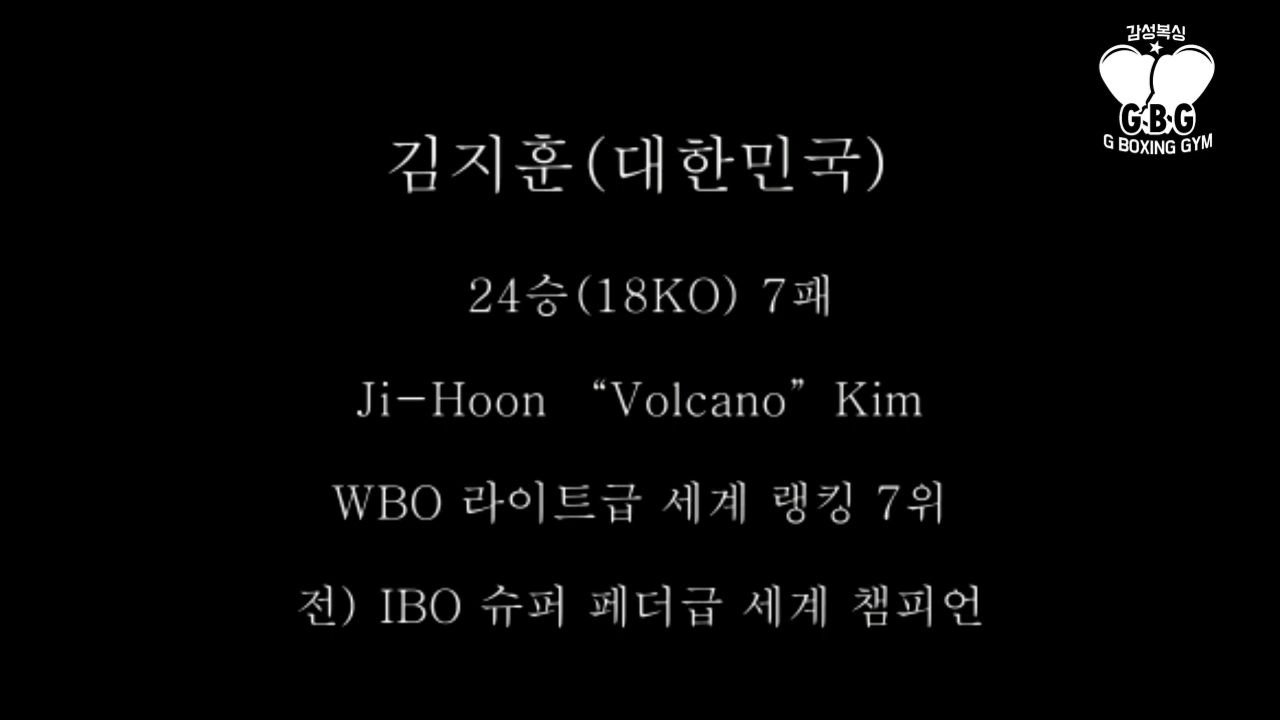 감성복싱
G·B·G
G BOXING GYM
김지훈(대한민국)
24승(18KO) 7패
Ji-Hoon “Volcano” Kim
WBO 라이트급 세계 랭킹 7위
전) IBO 슈퍼 페더급 세계 챔피언